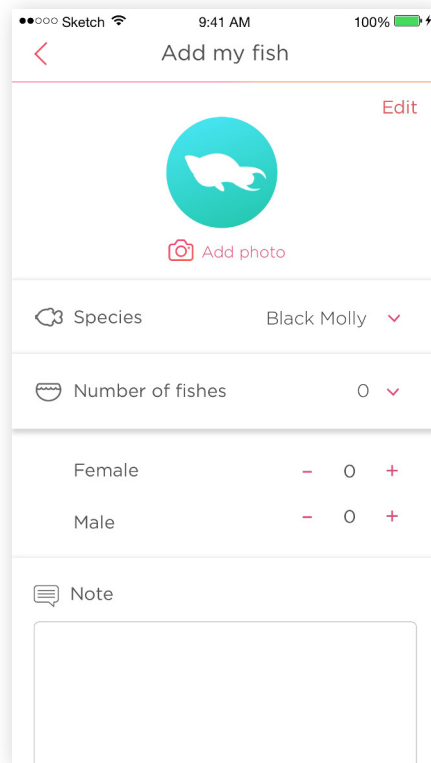 Sketch 9:41 AM 100%
Add my fish
Edit
Add photo
Species Black Molly
Number of fishes 0
Female - 0 +
Male - 0 +
Note